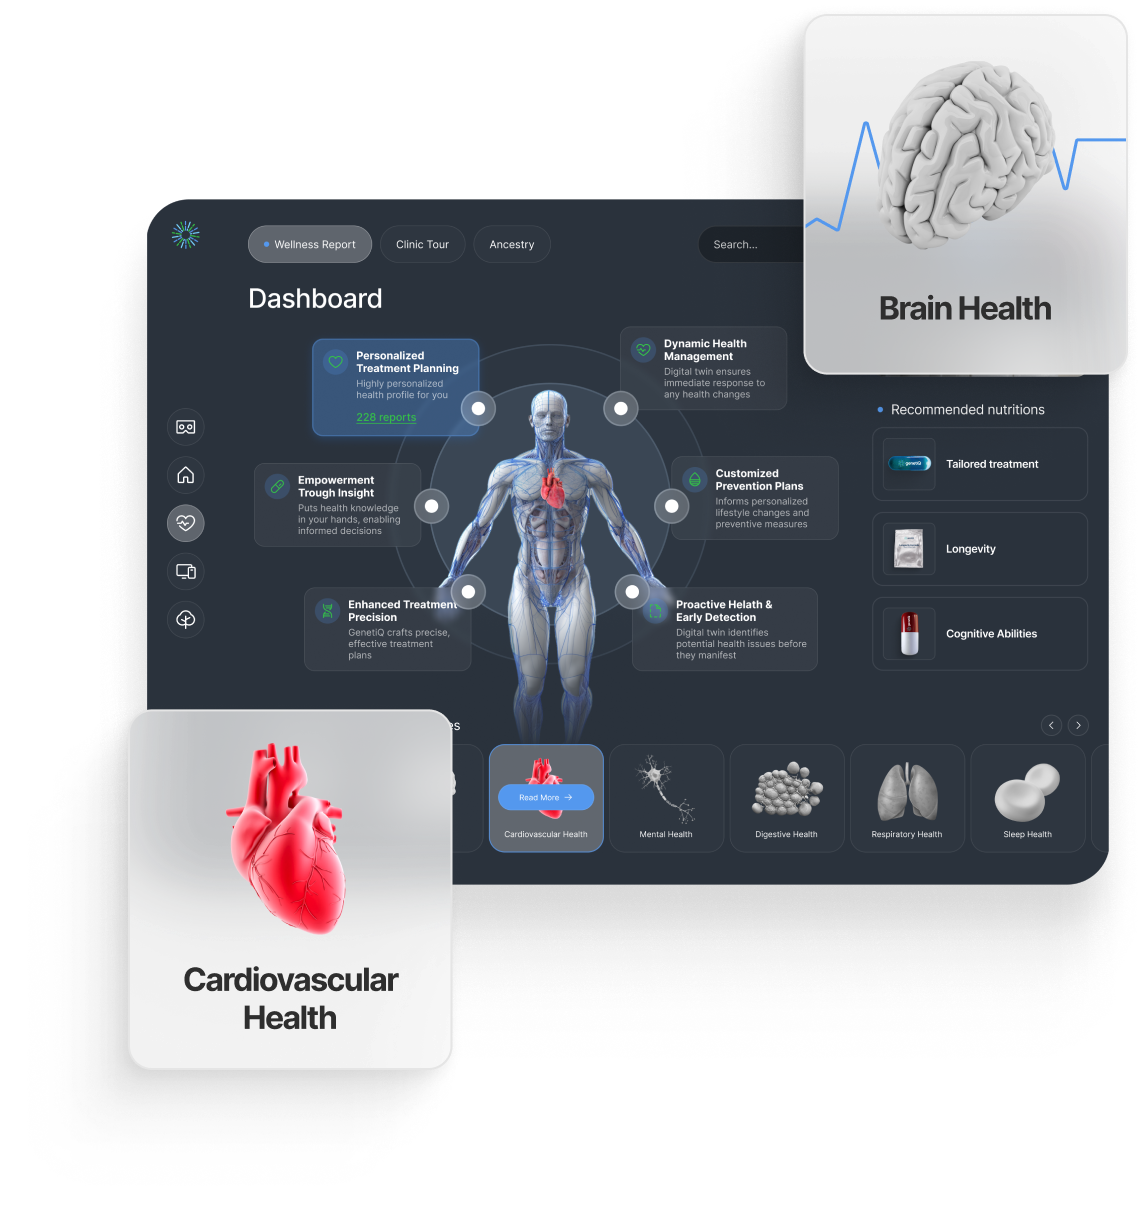 Brain Health
Wellness Report
Clinic Tour
Ancestry
Search...
Dashboard
Personalized
Treatment Planning
Highly personalized
health profile for you
228 reports
Dynamic Health
Management
Digital twin ensures
immediate response to
any health changes
Empowerment
Trough Insight
Puts health knowledge
in your hands, enabling
informed decisions
Customized
Prevention Plans
Informs personalized
lifestyle changes and
preventive measures
Enhanced Treatment
Precision
GenetiQ crafts precise,
effective treatment
plans
Proactive Helath &
Early Detection
Digital twin identifies
potential health issues before
they manifest
Recommended nutritions
genetiQ
Tailored treatment
Longevity
Cognitive Abilities
Read More
Cardiovascular Health
Mental Health
Digestive Health
Respiratory Health
Sleep Health
Cardiovascular
Health